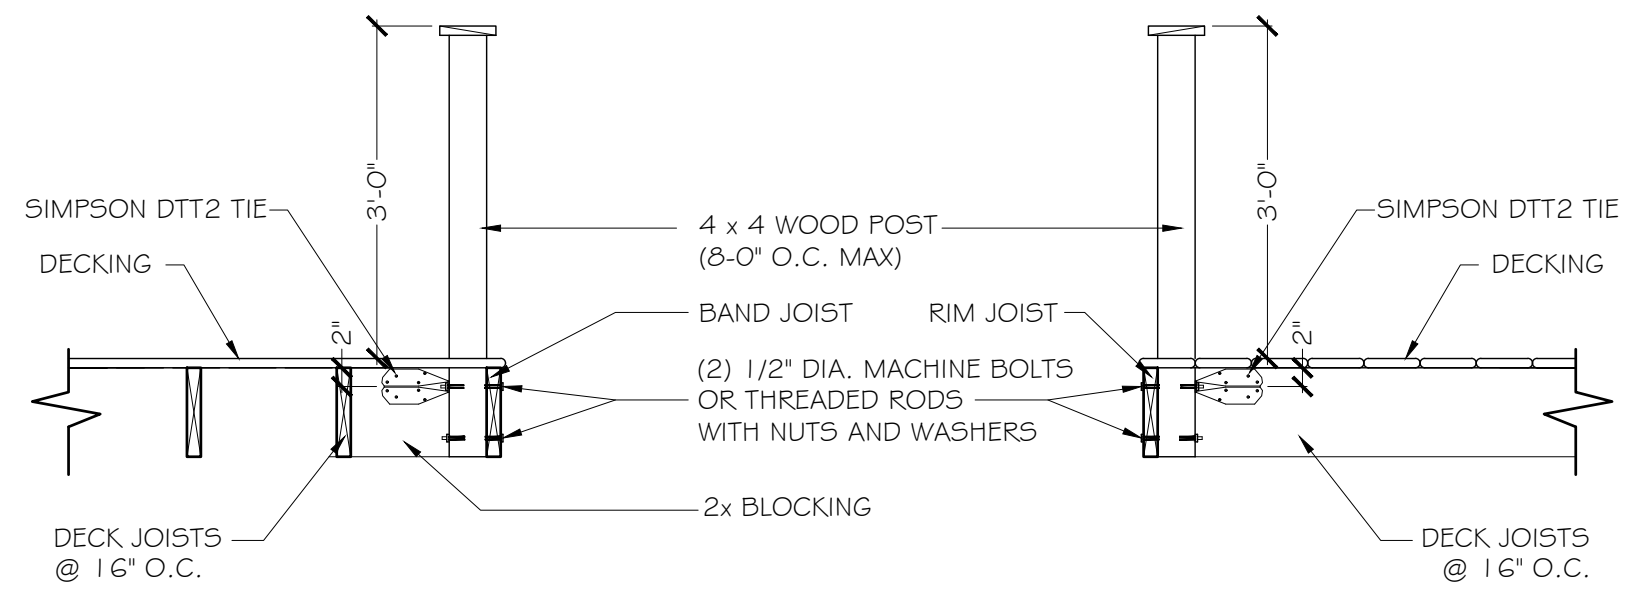 3'-0"
3'-0"
SIMPSON DTT2 TIE
SIMPSON DTT2 TIE
4 x 4 WOOD POST
(8-0" O.C. MAX)
DECKING
DECKING
2"
BAND JOIST
RIM JOIST
2"
(2) 1/2" DIA. MACHINE BOLTS
OR THREADED RODS
WITH NUTS AND WASHERS
2x BLOCKING
DECK JOISTS
@ 16" O.C.
DECK JOISTS
@ 16" O.C.